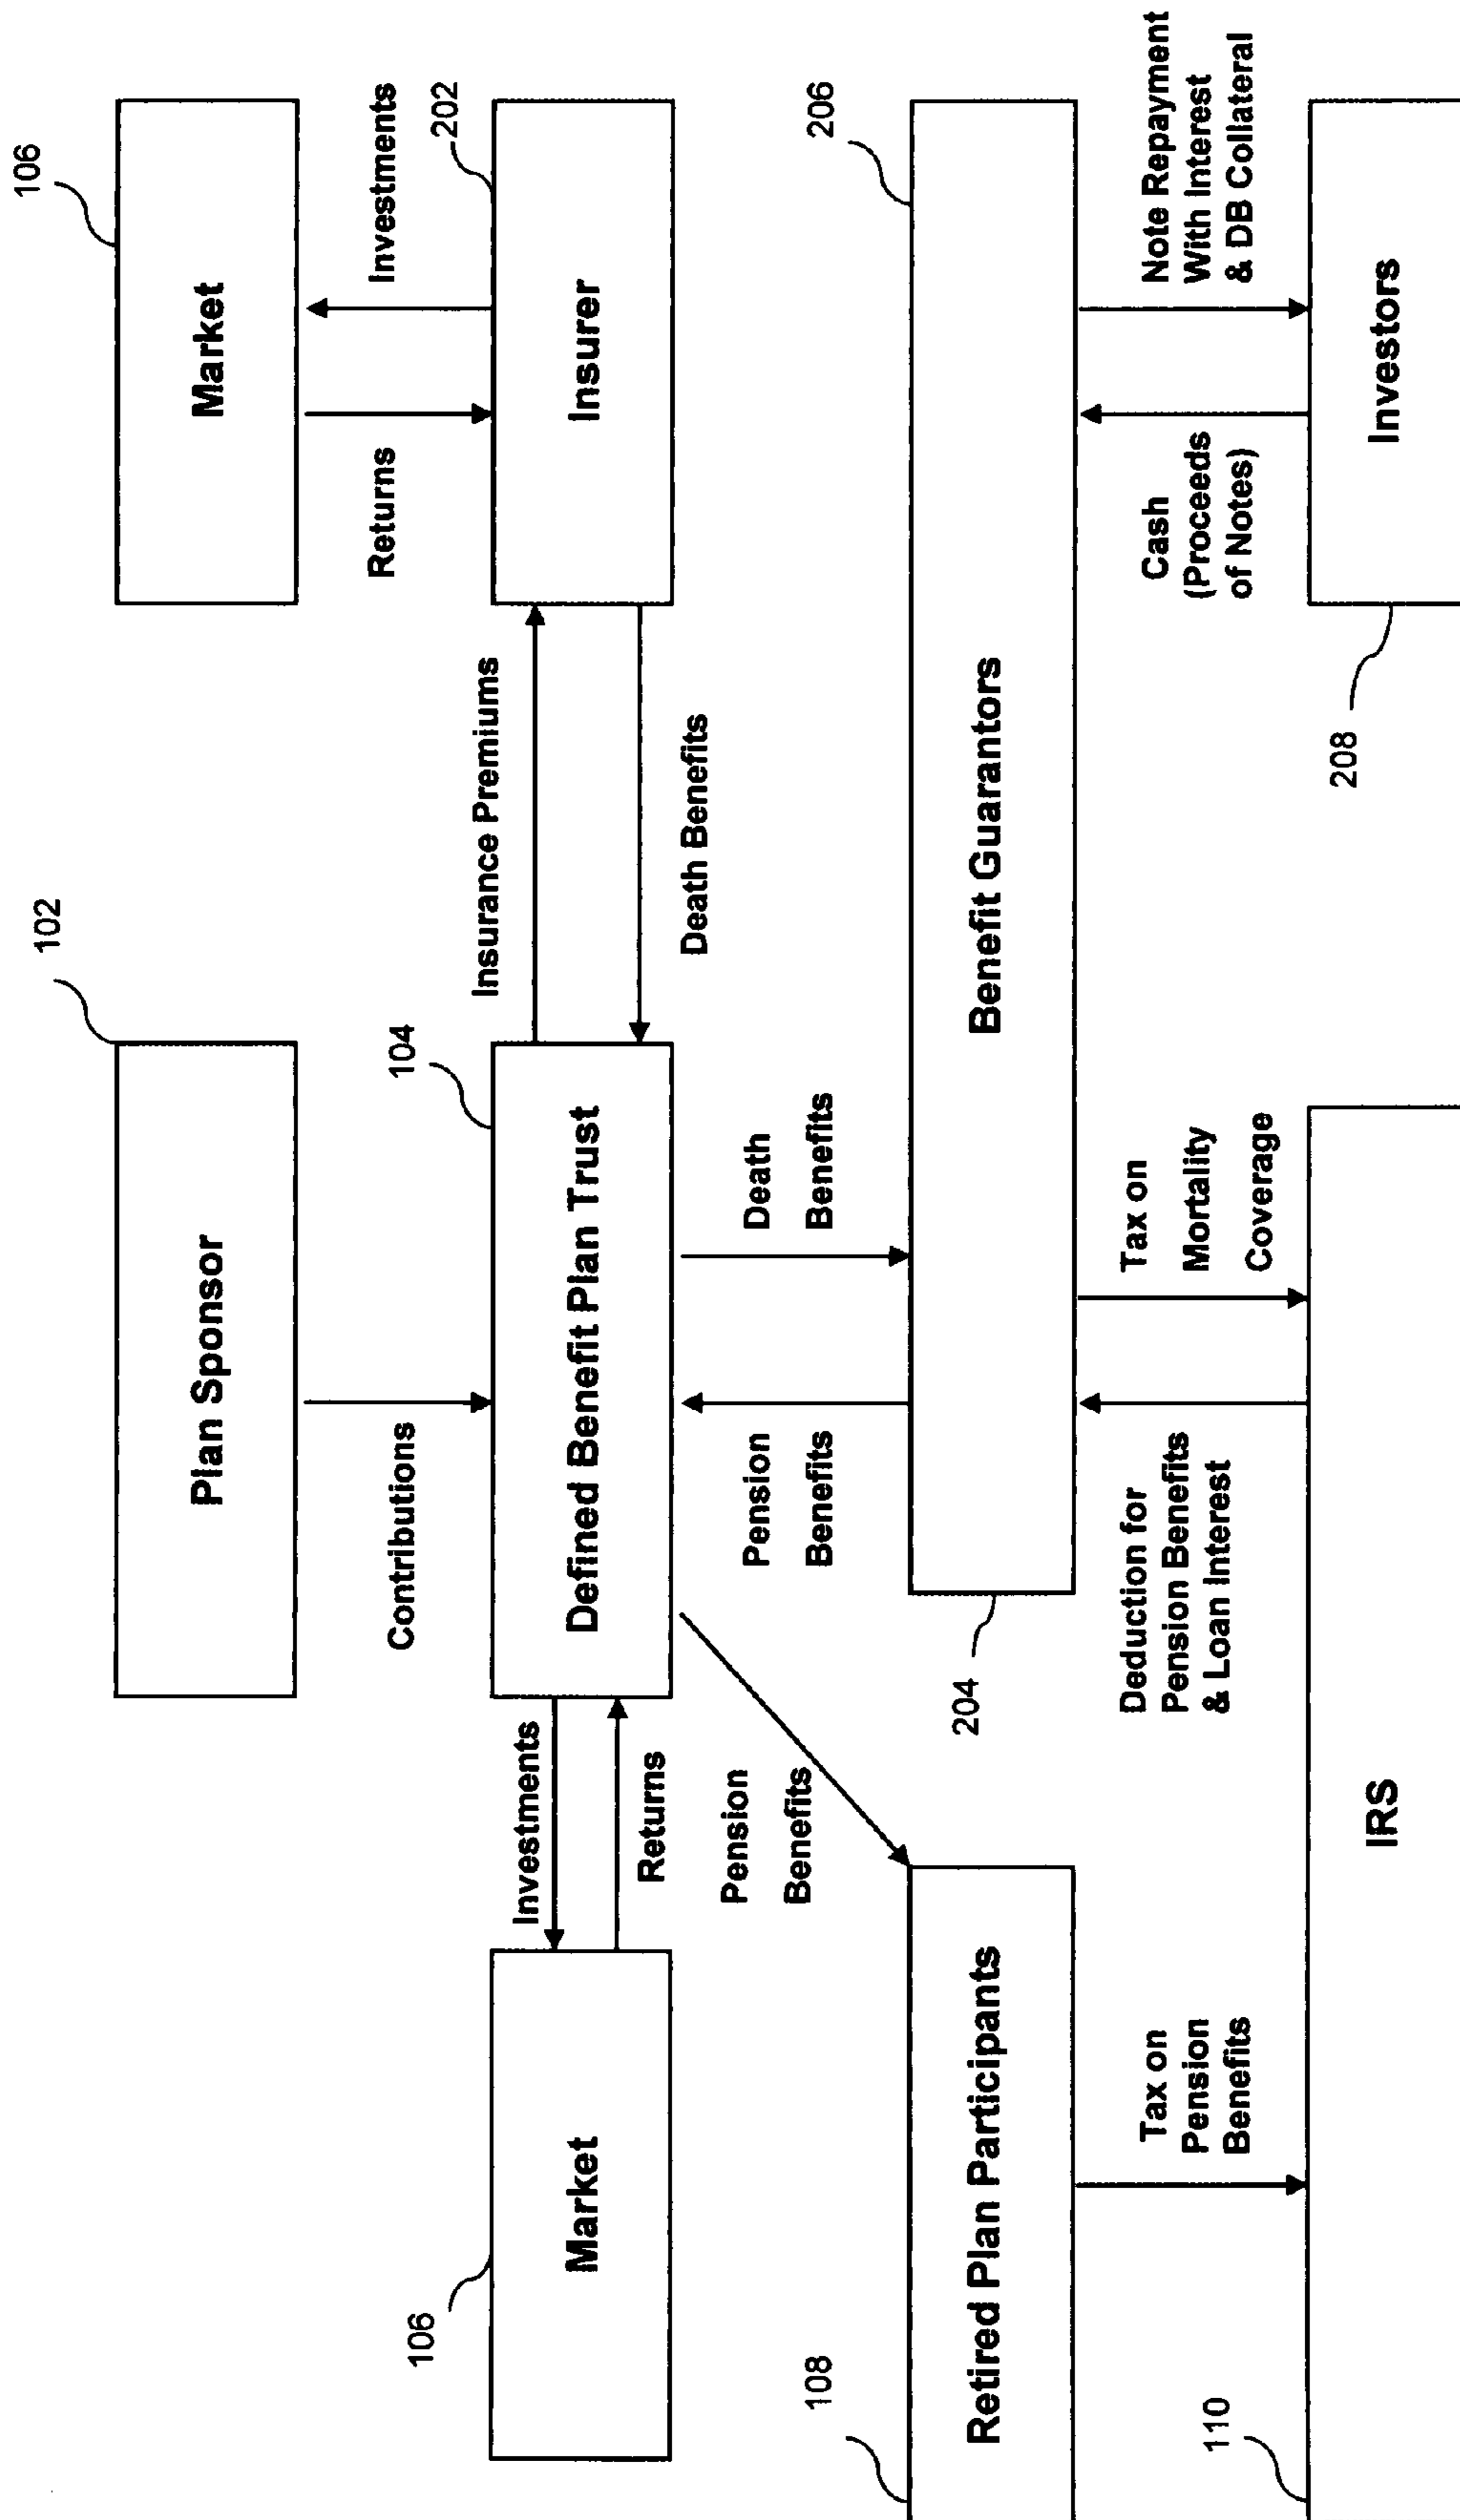 102
Plan Sponsor
106
Market
Contributions
Returns
Investments
106
Market
Investments
Returns
104
Defined Benefit Plan Trust
Insurance Premiums
Death Benefits
202
Insurer
Pension
Benefits
Pension
Benefits
Death
Benefits
108
Retired Plan Participants
204
Benefit Guarantors
206
Tax on
Pension
Benefits
Deduction for
Pension Benefits
& Loan Interest
Tax on
Mortality
Coverage
Cash
(Proceeds
of Notes)
Note Repayment
With Interest
& DB Collateral
110
IRS
208
Investors